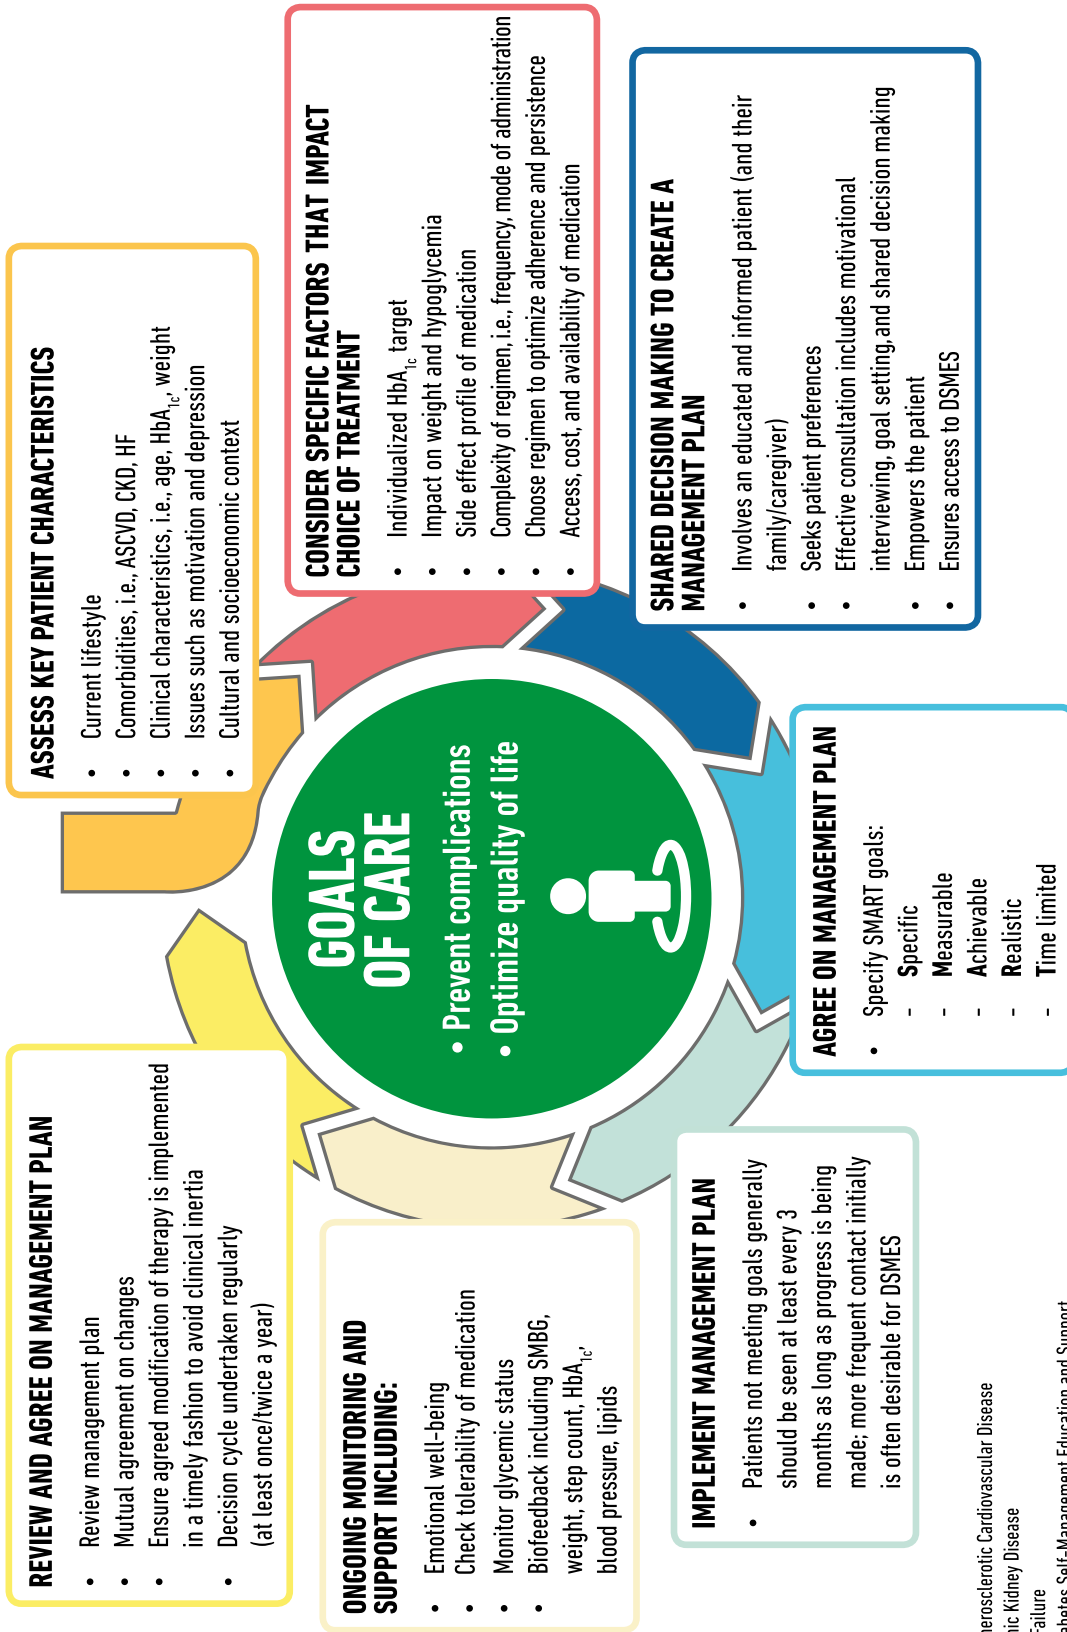 GOALS
OF CARE
• Prevent complications
• Optimize quality of life
ASSESS KEY PATIENT CHARACTERISTICS
• Current lifestyle
• Comorbidities, i.e., ASCVD, CKD, HF
• Clinical characteristics, i.e., age, HbA1c, weight
• Issues such as motivation and depression
• Cultural and socioeconomic context
CONSIDER SPECIFIC FACTORS THAT IMPACT
CHOICE OF TREATMENT
• Individualized HbA1c target
• Impact on weight and hypoglycemia
• Side effect profile of medication
• Complexity of regimen, i.e., frequency, mode of administration
• Choose regimen to optimize adherence and persistence
• Access, cost, and availability of medication
SHARED DECISION MAKING TO CREATE A
MANAGEMENT PLAN
• Involves an educated and informed patient (and their
family/caregiver)
• Seeks patient preferences
• Effective consultation includes motivational
interviewing, goal setting, and shared decision making
• Empowers the patient
• Ensures access to DSMES
AGREE ON MANAGEMENT PLAN
• Specify SMART goals:
- Specific
- Measurable
- Achievable
- Realistic
- Time limited
IMPLEMENT MANAGEMENT PLAN
• Patients not meeting goals generally
should be seen at least every 3
months as long as progress is being
made; more frequent contact initially
is often desirable for DSMES
ONGOING MONITORING AND
SUPPORT INCLUDING:
• Emotional well-being
• Check tolerability of medication
• Monitor glycemic status
• Biofeedback including SMBG,
weight, step count, HbA1c,
blood pressure, lipids
REVIEW AND AGREE ON MANAGEMENT PLAN
• Review management plan
• Mutual agreement on changes
• Ensure agreed modification of therapy is implemented
in a timely fashion to avoid clinical inertia
• Decision cycle undertaken regularly
(at least once/twice a year)
Cardiovascular Disease
Kidney Disease
Failure
Self-Management Education and Support